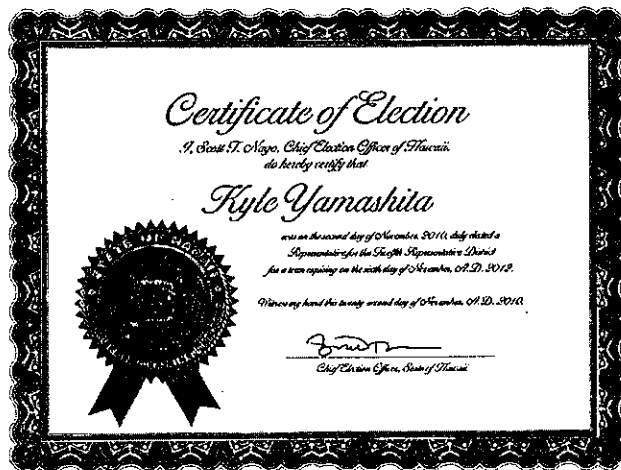 Certificate of Election
I, Scott T. Nago, Chief Election Officer of Hawaii
do hereby certify that
Kyle Yamashita
was on the second day of November, 2010, duly elected a
Representative for the Twelfth Representative District
for a term expiring on the sixth day of November, A.D. 2012.
Witness my hand this twenty second day of November, A.D. 2010.
Chief Election Officer, State of Hawaii
STATE OF HAWAII